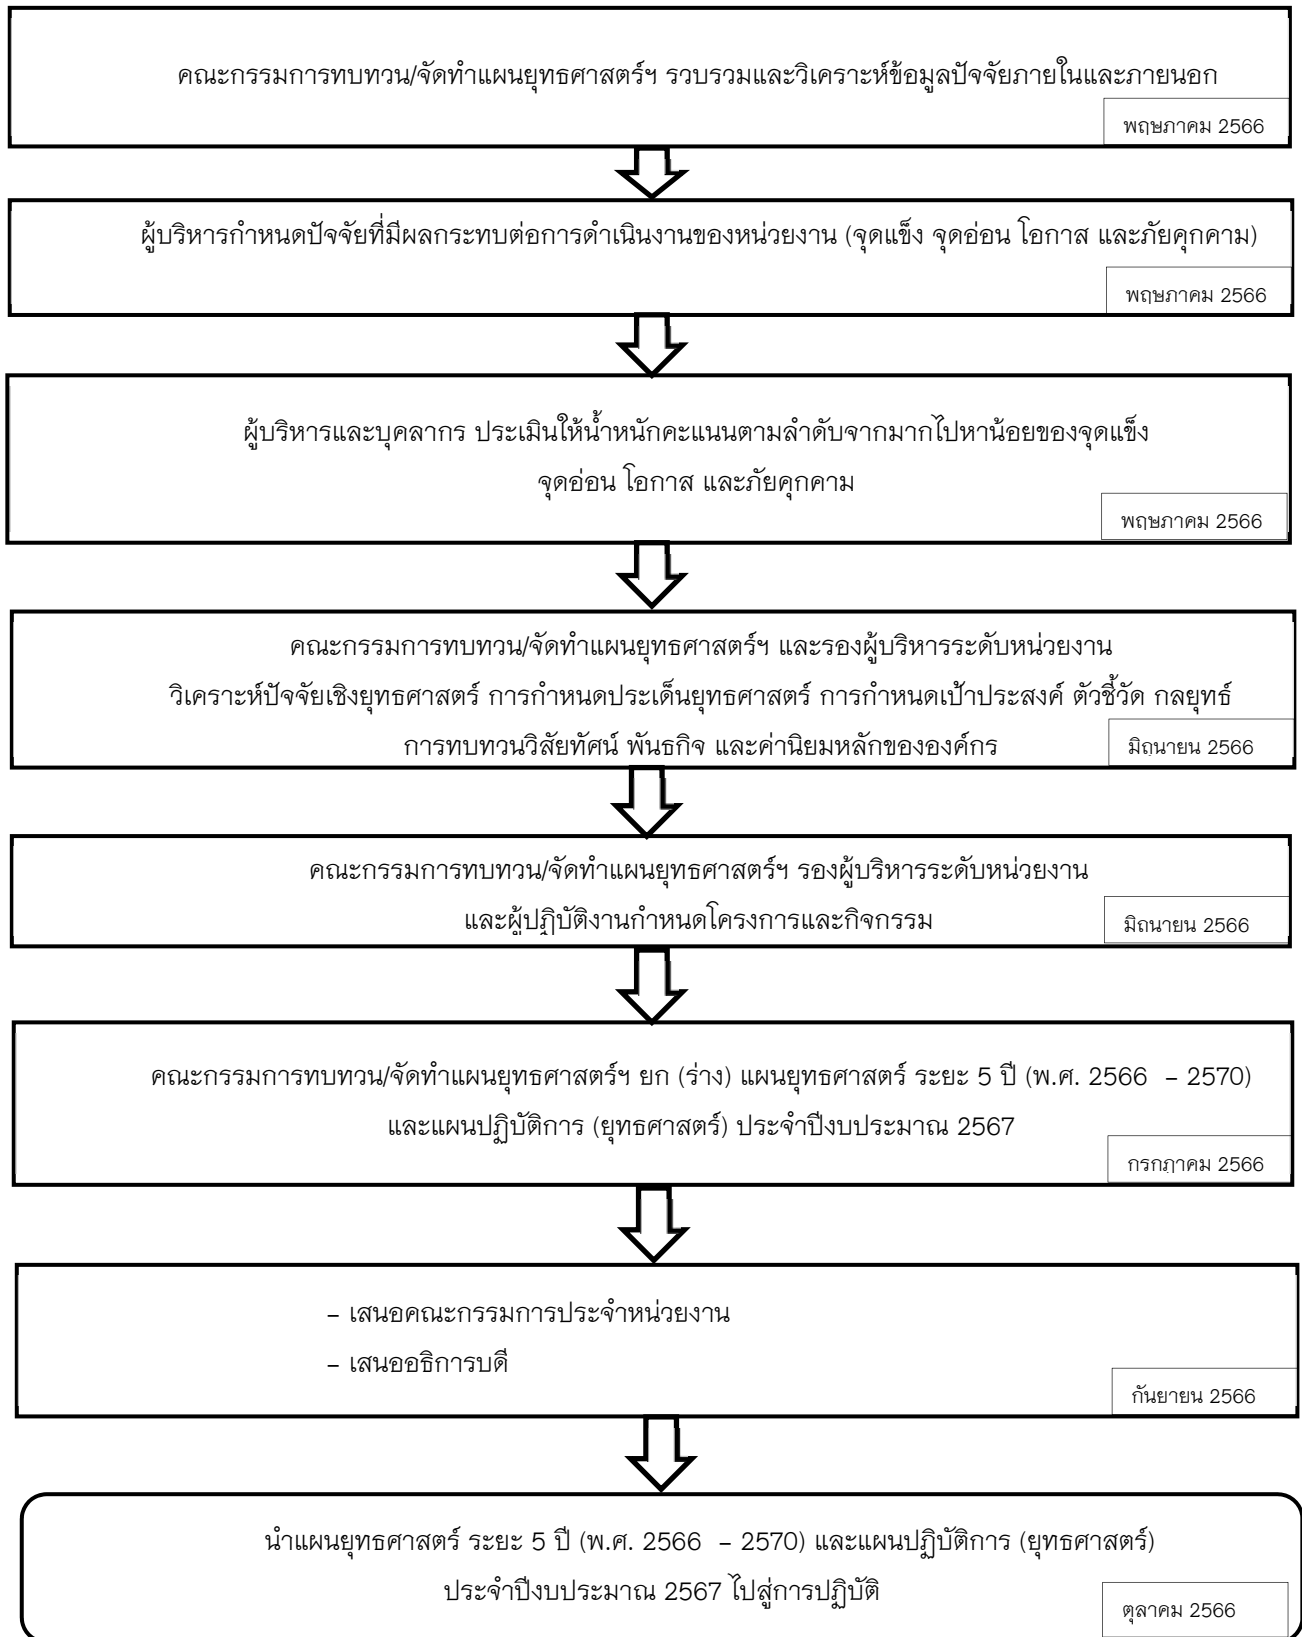 คณะกรรมการทบทวน/จัดทำแผนยุทธศาสตร์ฯ รวบรวมและวิเคราะห์ข้อมูลปัจจัยภายในและภายนอก
พฤษภาคม 2566
ผู้บริหารกำหนดปัจจัยที่มีผลกระทบต่อการดำเนินงานของหน่วยงาน (จุดแข็ง จุดอ่อน โอกาส และภัยคุกคาม)
พฤษภาคม 2566
ผู้บริหารและบุคลากร ประเมินให้น้ำหนักคะแนนตามลำดับจากมากไปหาน้อยของจุดแข็ง
จุดอ่อน โอกาส และภัยคุกคาม
พฤษภาคม 2566
คณะกรรมการทบทวน/จัดทำแผนยุทธศาสตร์ฯ และรองผู้บริหารระดับหน่วยงาน
วิเคราะห์ปัจจัยเชิงยุทธศาสตร์ การกำหนดประเด็นยุทธศาสตร์ การกำหนดเป้าประสงค์ ตัวชี้วัด กลยุทธ์
การทบทวนวิสัยทัศน์ พันธกิจ และค่านิยมหลักขององค์กร
มิถุนายน 2566
คณะกรรมการทบทวน/จัดทำแผนยุทธศาสตร์ฯ รองผู้บริหารระดับหน่วยงาน
และผู้ปฏิบัติงานกำหนดโครงการและกิจกรรม
มิถุนายน 2566
คณะกรรมการทบทวน/จัดทำแผนยุทธศาสตร์ฯ ยก (ร่าง) แผนยุทธศาสตร์ ระยะ 5 ปี (พ.ศ. 2566 – 2570)
และแผนปฏิบัติการ (ยุทธศาสตร์) ประจำปีงบประมาณ 2567
กรกฎาคม 2566
– เสนอคณะกรรมการประจำหน่วยงาน
– เสนออธิการบดี
กันยายน 2566
นำแผนยุทธศาสตร์ ระยะ 5 ปี (พ.ศ. 2566 – 2570) และแผนปฏิบัติการ (ยุทธศาสตร์)
ประจำปีงบประมาณ 2567 ไปสู่การปฏิบัติ
ตุลาคม 2566